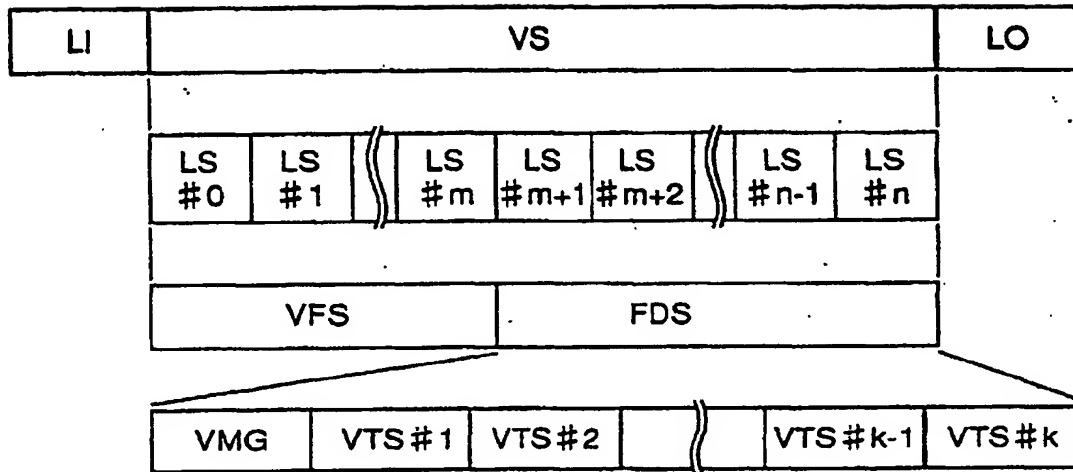 LI VS LO
LS #0 LS #1 LS #m LS #m+1 LS #m+2 LS #n-1 LS #n
VFS FDS
VMG VTS#1 VTS#2 VTS#k-1 VTS#k